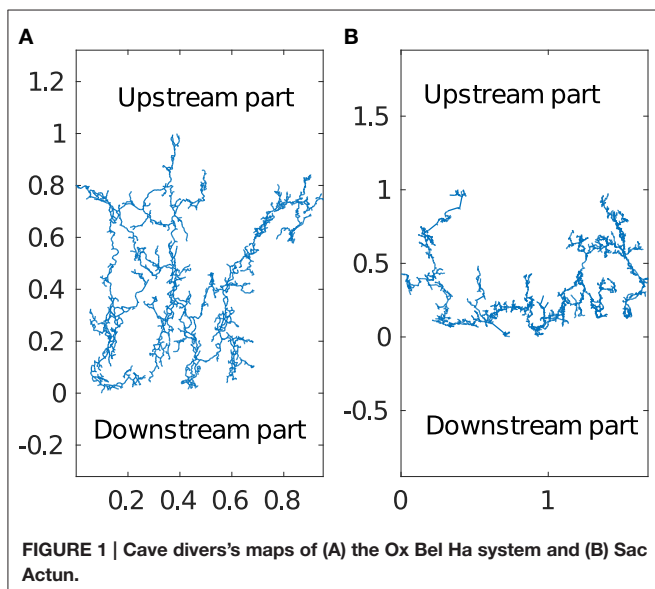 A
B
1.2
Upstream part
1
0.8
0.6
0.4
0.2
0
Downstream part
-0.2
0.2 0.4 0.6 0.8
1.5
Upstream part
1
0.5
0
-0.5
Downstream part
0 1
FIGURE 1 | Cave divers's maps of (A) the Ox Bel Ha system and (B) Sac
Actun.